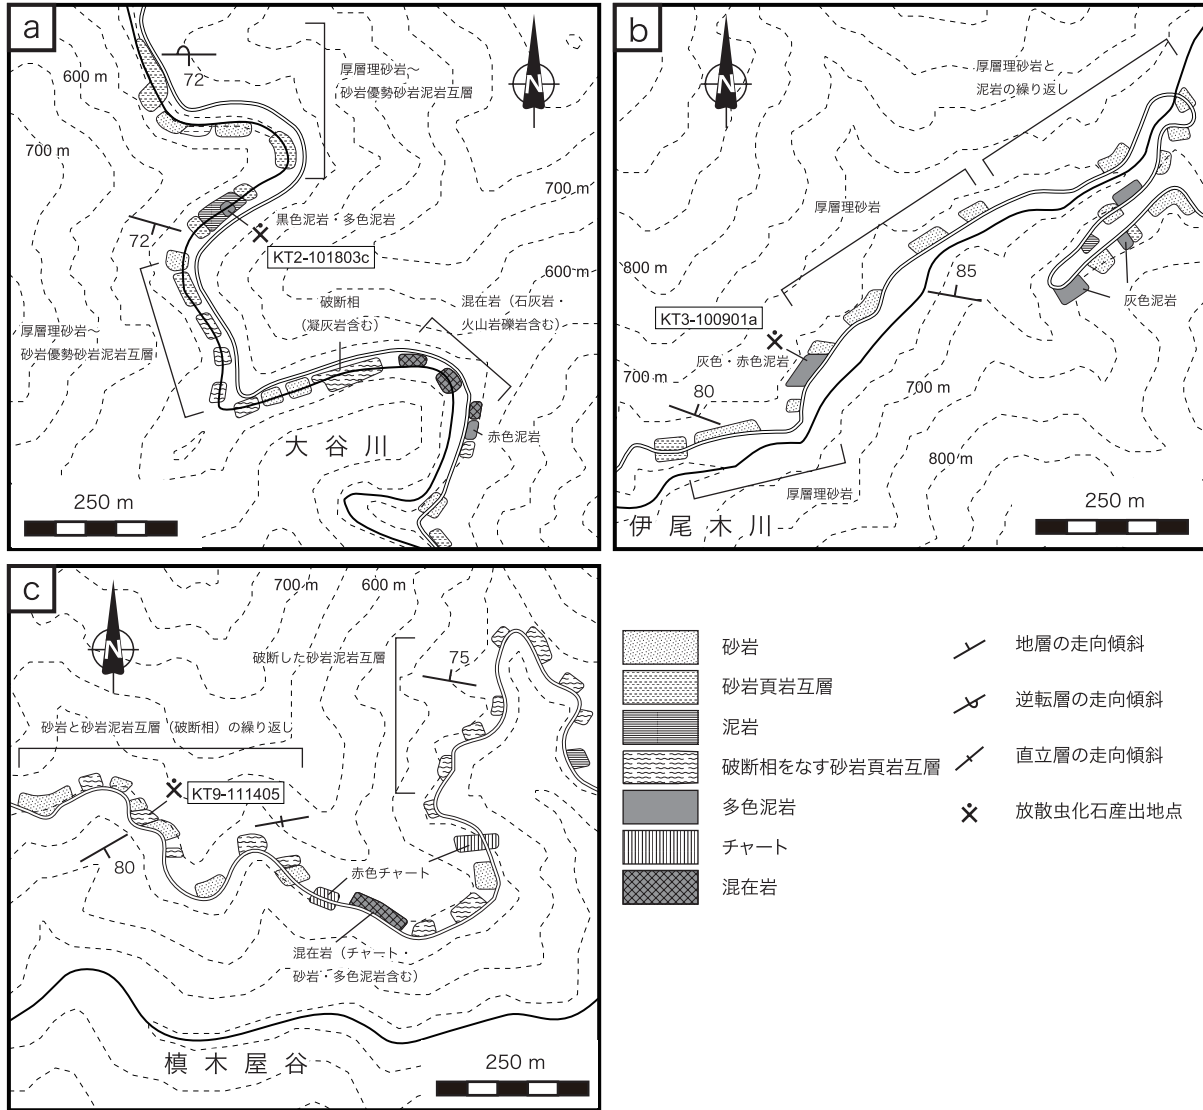 a
N
72
600 m
厚層理砂岩～
砂岩優勢砂岩泥岩互層
700 m
700 m
黒色泥岩・多色泥岩
72
KT2-101803c
600 m
破断相
（凝灰岩含む）
混在岩（石灰岩・
火山岩礫岩含む）
厚層理砂岩～
砂岩優勢砂岩泥岩互層
大谷川
赤色泥岩
250 m
b
N
厚層理砂岩と
泥岩の繰り返し
厚層理砂岩
800 m
85
灰色泥岩
KT3-100901a
灰色・赤色泥岩
700 m
80
700 m
800 m
厚層理砂岩
250 m
伊尾木川
c
N
700 m
600 m
破断した砂岩泥岩互層
75
砂岩と砂岩泥岩互層（破断相）の繰り返し
KT9-111405
80
赤色チャート
混在岩（チャート・
砂岩・多色泥岩含む）
槙木屋谷
250 m
砂岩
砂岩頁岩互層
泥岩
破断相をなす砂岩頁岩互層
多色泥岩
チャート
混在岩
地層の走向傾斜
逆転層の走向傾斜
直立層の走向傾斜
放散虫化石産出地点